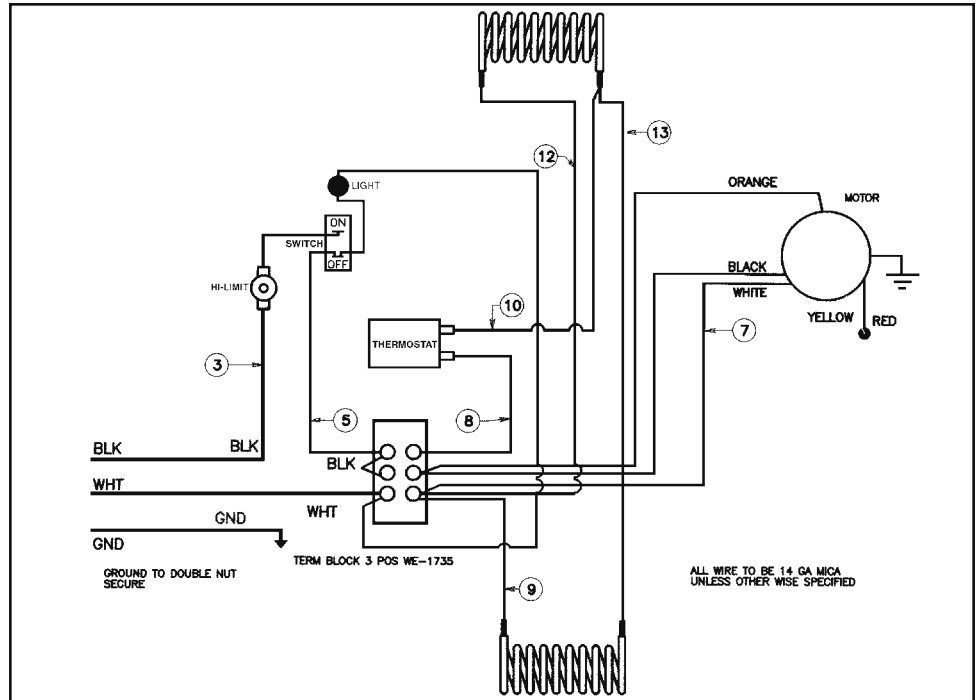 13
12
ORANGE
LIGHT
MOTOR
ON
SWITCH
OFF
BLACK
HI-LIMIT
WHITE
10
YELLOW
RED
7
THERMOSTAT
3
5
8
BLK
BLK
BLK
WHT
WHT
GND
GND
TERM BLOCK 3 POS WE-1735
GROUND TO DOUBLE NUT
SECURE
ALL WIRE TO BE 14 GA MICA
UNLESS OTHER WISE SPECIFIED
9